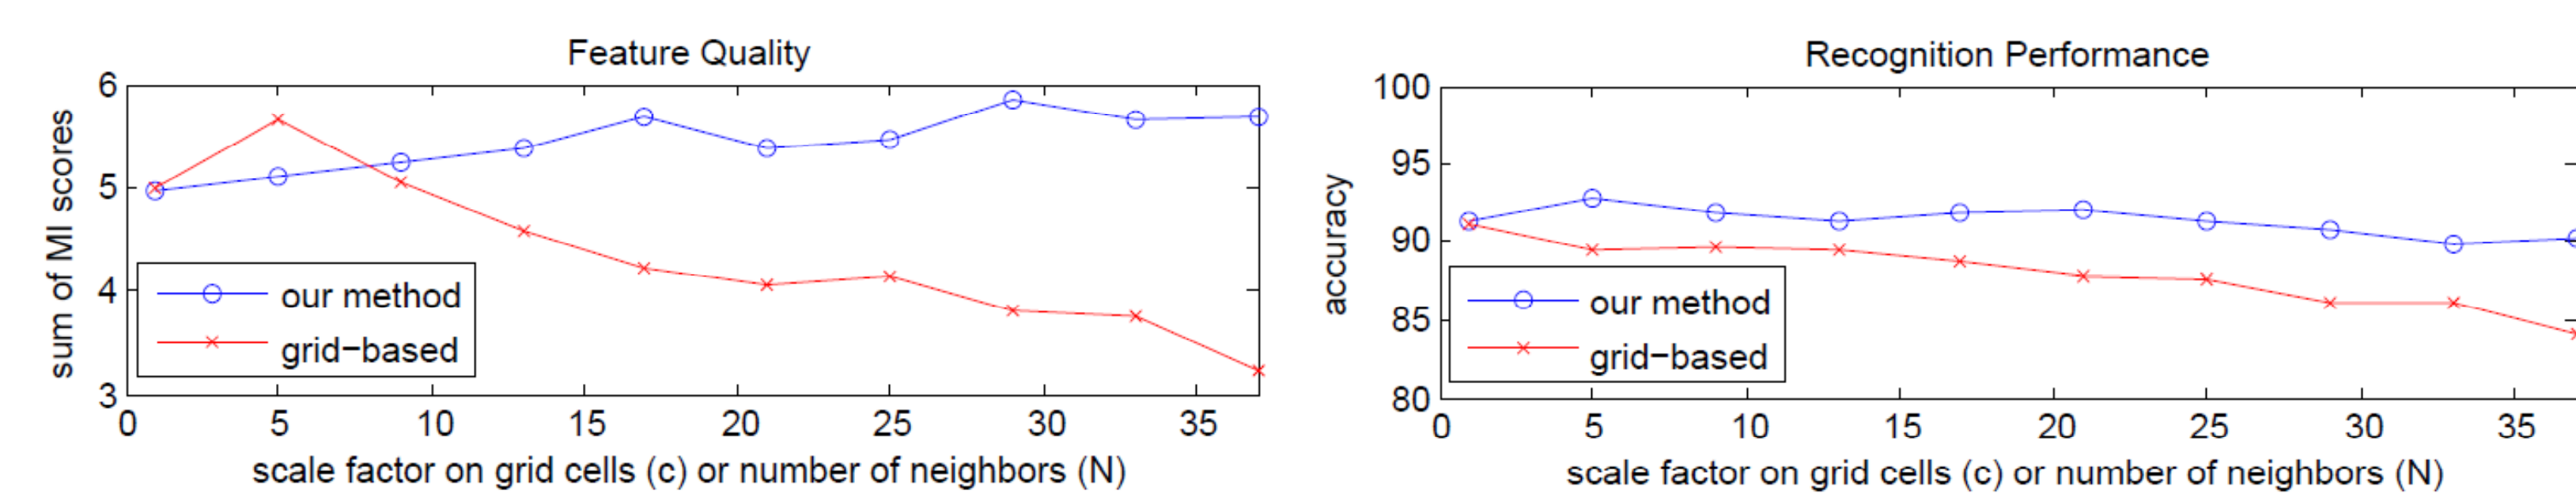 Feature Quality
6
5
4
3
sum of MI scores
our method
grid-based
0 5 10 15 20 25 30 35
scale factor on grid cells (c) or number of neighbors (N)
Recognition Performance
100
95
90
85
80
accuracy
our method
grid-based
0 5 10 15 20 25 30 35
scale factor on grid cells (c) or number of neighbors (N)